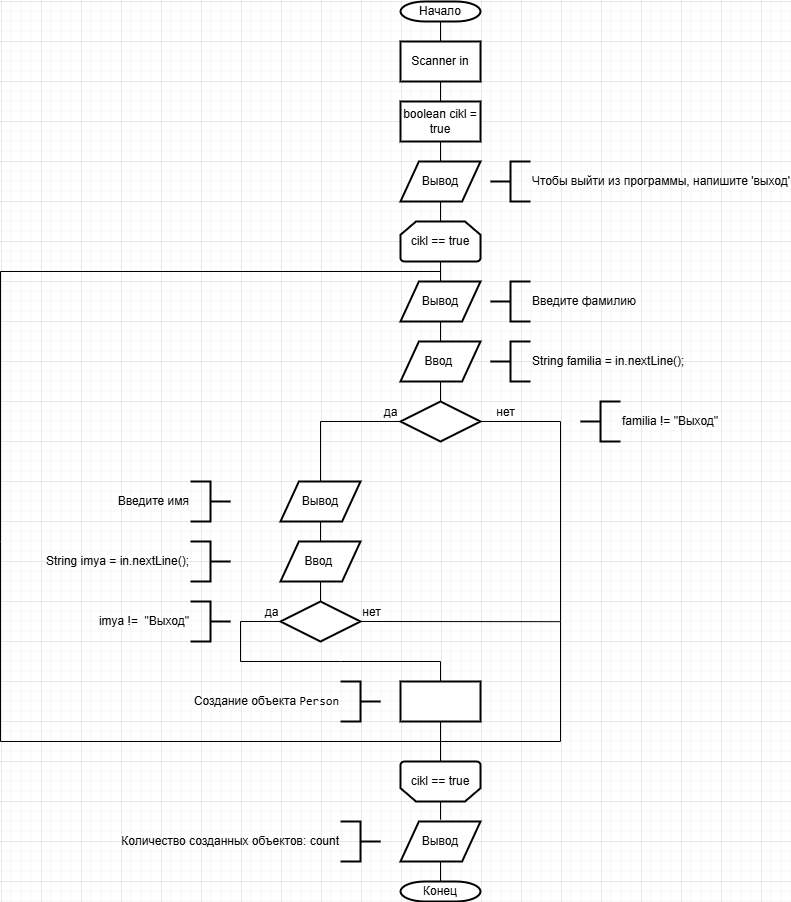 Начало
Scanner in
boolean cikl =
true
Вывод
Чтобы выйти из программы, напишите 'выход'
cikl == true
Вывод
Введите фамилию
Ввод
String familia = in.nextLine();
да
нет
familia != "Выход"
Введите имя
Вывод
String imya = in.nextLine();
Ввод
imya != "Выход"
да
нет
Создание объекта Person
cikl == true
Количество созданных объектов: count
Вывод
Конец